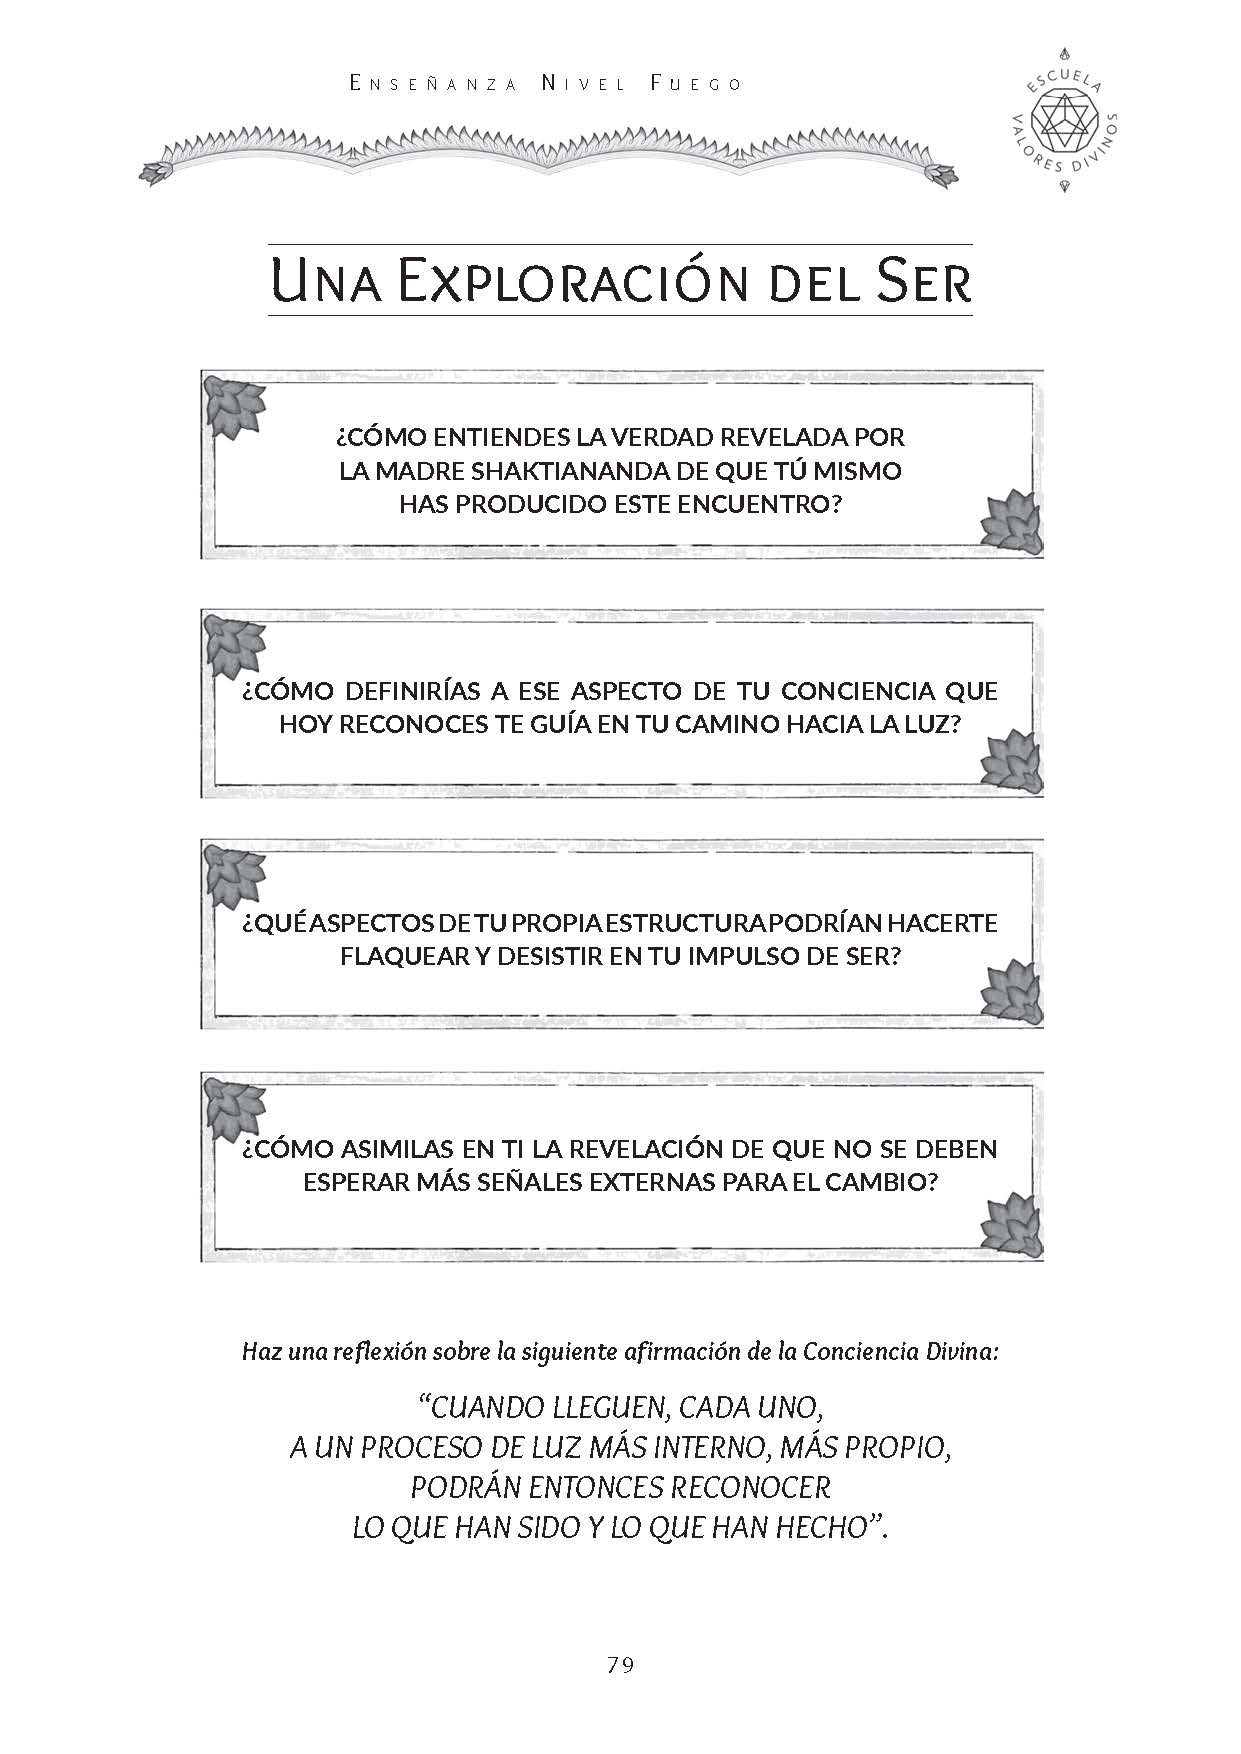 Enseñanza Nivel Fuego
ESCUELA
VALORES DIVINOS
Una Exploración del Ser
¿CÓMO ENTIENDES LA VERDAD REVELADA POR
LA MADRE SHAKTIANANDA DE QUE TÚ MISMO
HAS PRODUCIDO ESTE ENCUENTRO?
¿CÓMO DEFINIRÍAS A ESE ASPECTO DE TU CONCIENCIA QUE
HOY RECONOCES TE GUÍA EN TU CAMINO HACIA LA LUZ?
¿QUÉ ASPECTOS DE TU PROPIA ESTRUCTURA PODRÍAN HACERTE
FLAQUEAR Y DESISTIR EN TU IMPULSO DE SER?
¿CÓMO ASIMILAS EN TI LA REVELACIÓN DE QUE NO SE DEBEN
ESPERAR MÁS SEÑALES EXTERNAS PARA EL CAMBIO?
Haz una reflexión sobre la siguiente afirmación de la Conciencia Divina:
“CUANDO LLEGUEN, CADA UNO,
A UN PROCESO DE LUZ MÁS INTERNO, MÁS PROPIO,
PODRÁN ENTONCES RECONOCER
LO QUE HAN SIDO Y LO QUE HAN HECHO”.
79